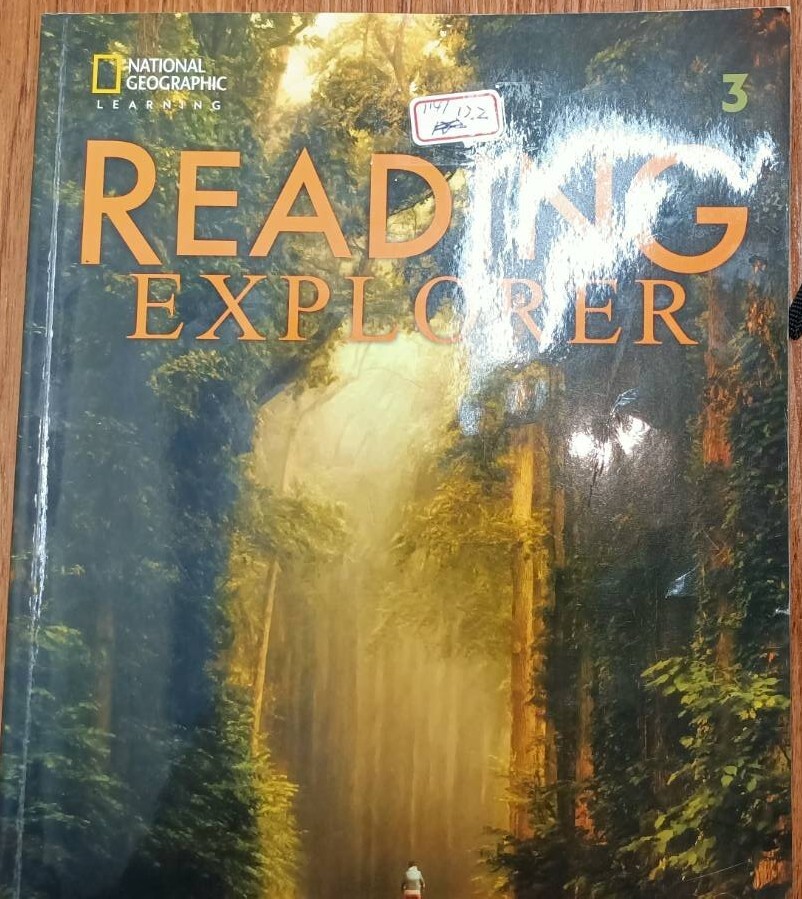 NATIONAL
GEOGRAPHIC
LEARNING
3
READING
EXPLORER